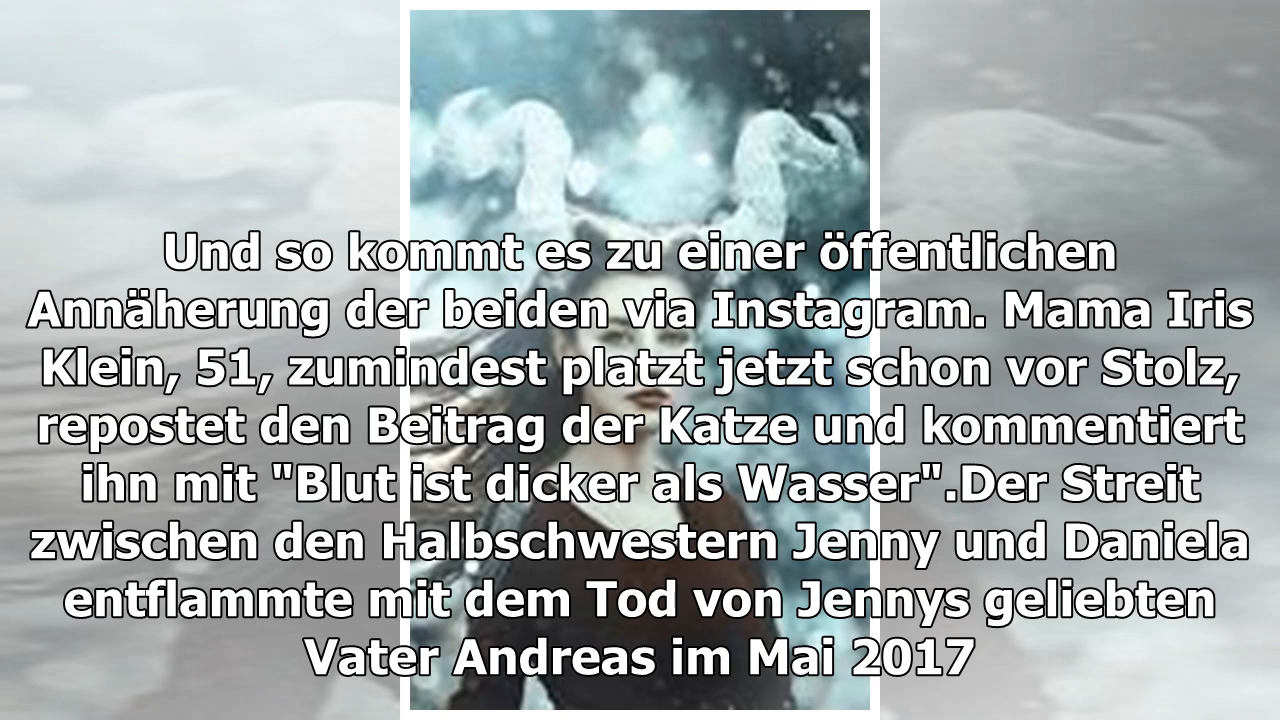 Und so kommt es zu einer öffentlichen
Annäherung der beiden via Instagram. Mama Iris
Klein, 51, zumindest platzt jetzt schon vor Stolz,
repostet den Beitrag der Katze und kommentiert
ihn mit "Blut ist dicker als Wasser".Der Streit
zwischen den Halbschwestern Jenny und Daniela
entflammte mit dem Tod von Jennys geliebten
Vater Andreas im Mai 2017